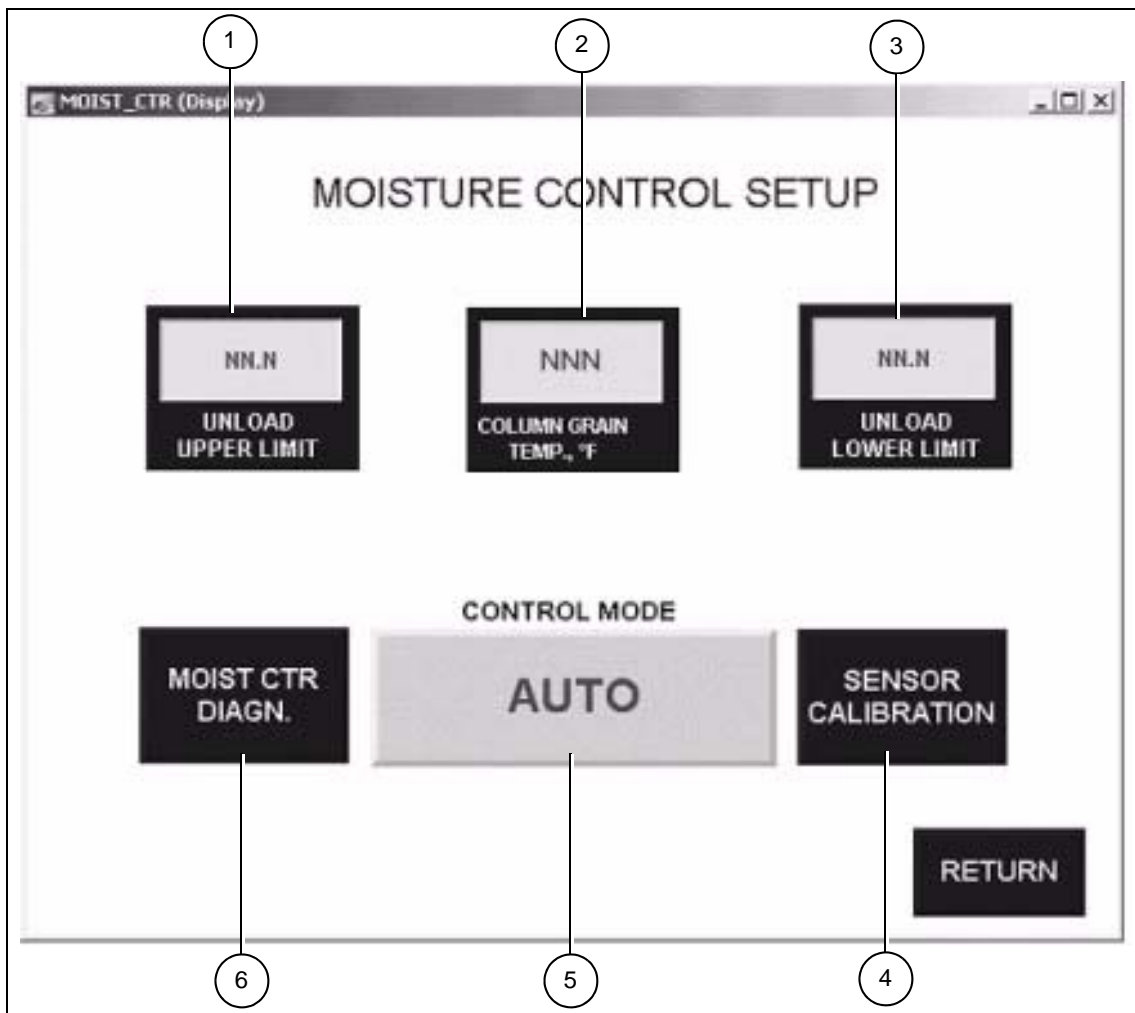 1
2
3
MOIST_CTR (Display)
MOISTURE CONTROL SETUP
NN.N
UNLOAD
UPPER LIMIT
NNN
COLUMN GRAIN
TEMP., °F
NN.N
UNLOAD
LOWER LIMIT
CONTROL MODE
MOIST CTR
DIAGN.
AUTO
SENSOR
CALIBRATION
RETURN
6
5
4